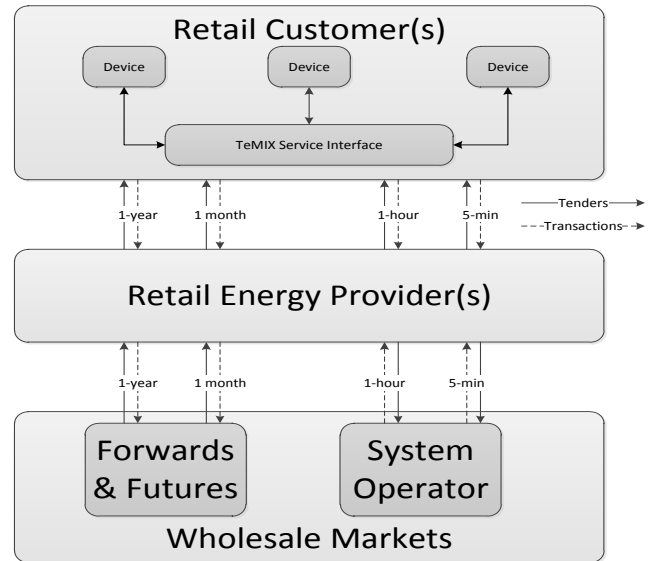 Retail Customer(s)
Device
Device
Device
TeMIX Service Interface
1-year
1 month
1-hour
5-min
Tenders
Transactions
Retail Energy Provider(s)
1-year
1 month
1-hour
5-min
Forwards
& Futures
System
Operator
Wholesale Markets